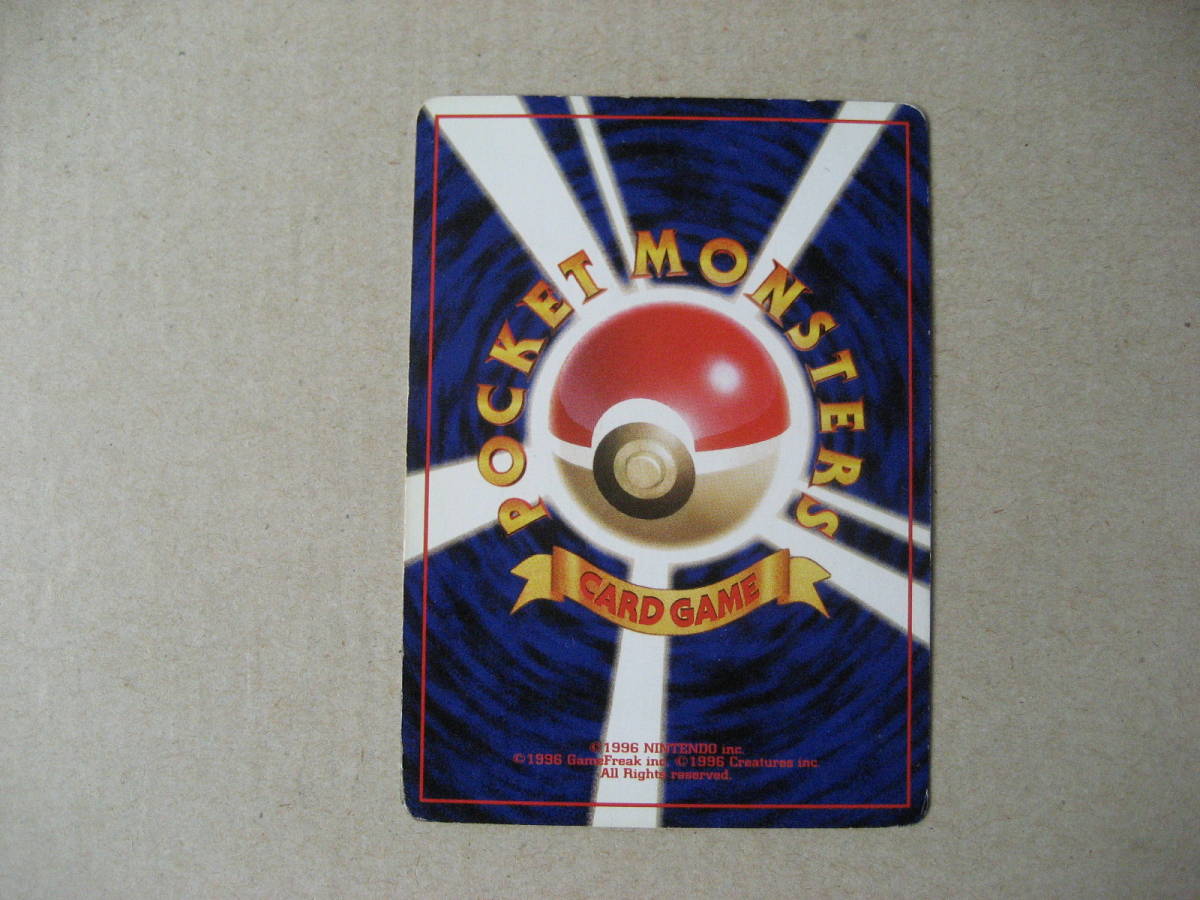 POCKET MONSTERS
CARD GAME
©1996 NINTENDO inc.
©1996 GameFreak inc. ©1996 Creatures inc.
All Rights reserved.